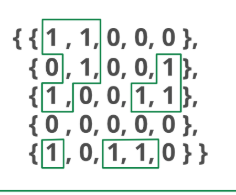 { { 1 , 1, 0, 0, 0 },
{ 0, 1, 0, 0, 1 },
{ 1 , 0, 0, 1, 1 },
{ 0 , 0, 0, 0, 0 },
{ 1 , 0, 1, 1, 0 } }